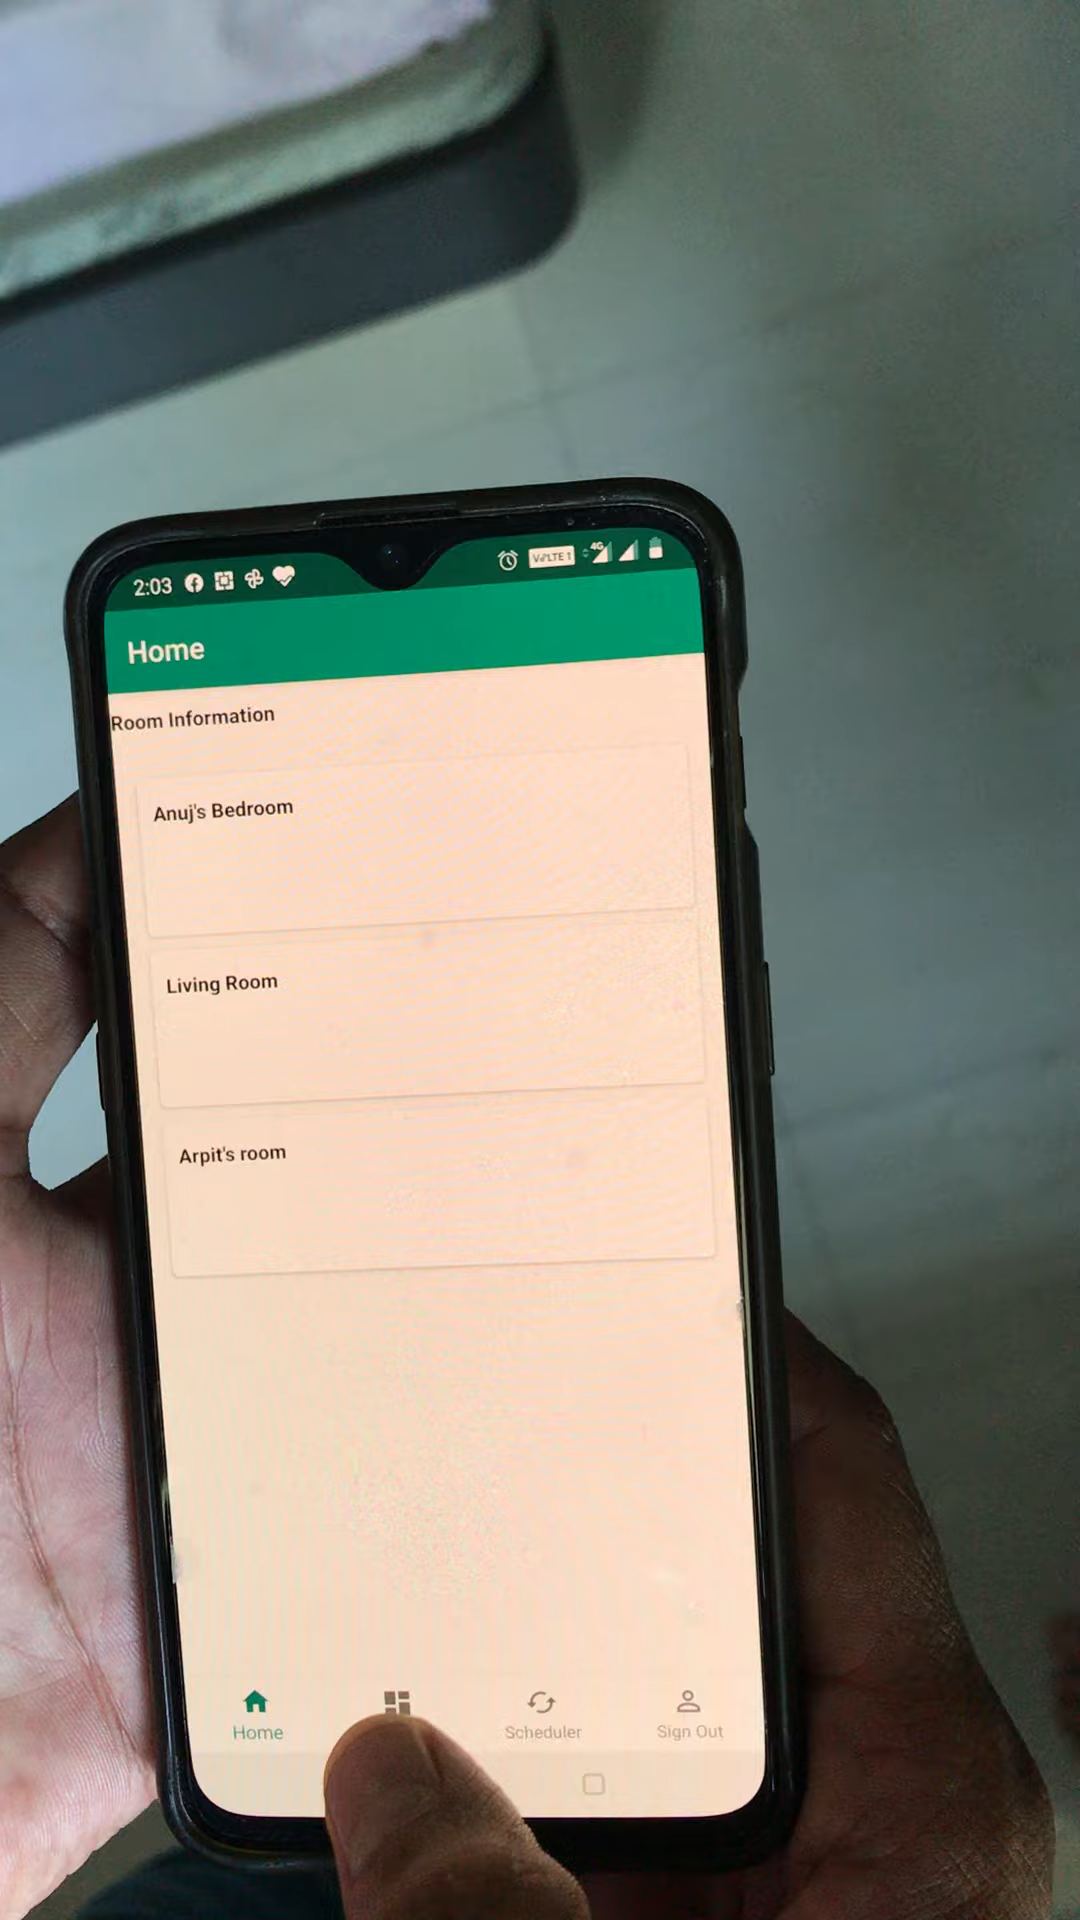 2:03 VoLTE 1 4G
Home
Room Information
Anuj's Bedroom
Living Room
Arpit's room
Home Scheduler Sign Out